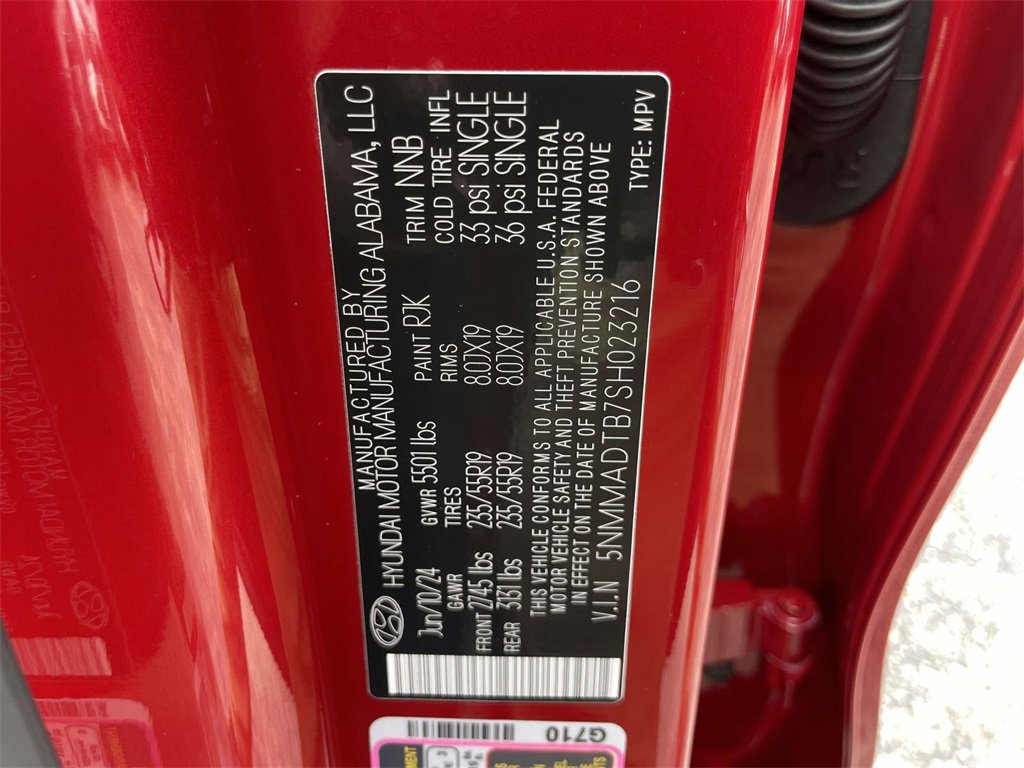 MANUFACTURED BY
HYUNDAI MOTOR MANUFACTURING ALABAMA, LLC
Jun/10/24 GVWR 5501 lbs PAINT R7K TRIM NNB
GAWR TIRES RIMS COLD TIRE INFL
FRONT 2745 lbs 235/55R19 8.0JX19 33 psi SINGLE
REAR 3131 lbs 235/55R19 8.0JX19 36 psi SINGLE
THIS VEHICLE CONFORMS TO ALL APPLICABLE U.S.A. FEDERAL
MOTOR VEHICLE SAFETY AND THEFT PREVENTION STANDARDS
IN EFFECT ON THE DATE OF MANUFACTURE SHOWN ABOVE
V.I.N 5NMMADTB7SH023216 TYPE: MPV
G710